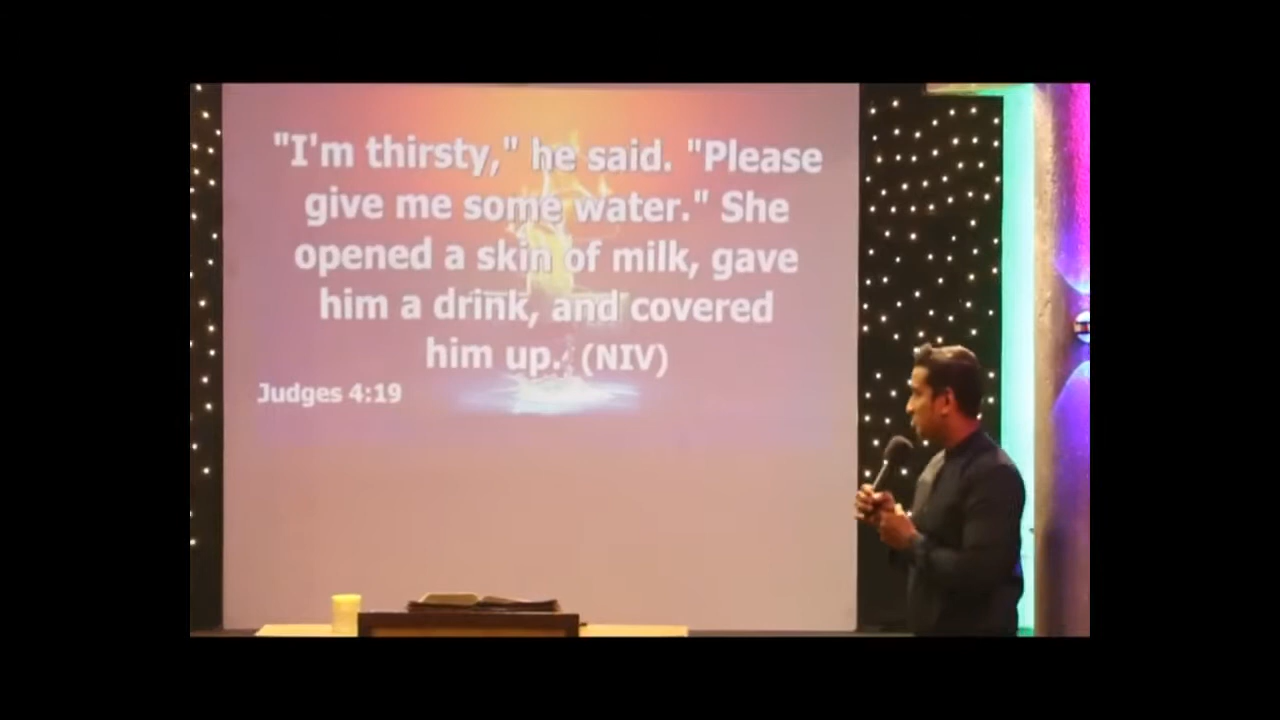 "I'm thirsty," he said. "Please
give me some water." She
opened a skin of milk, gave
him a drink, and covered
him up. (NIV)
Judges 4:19